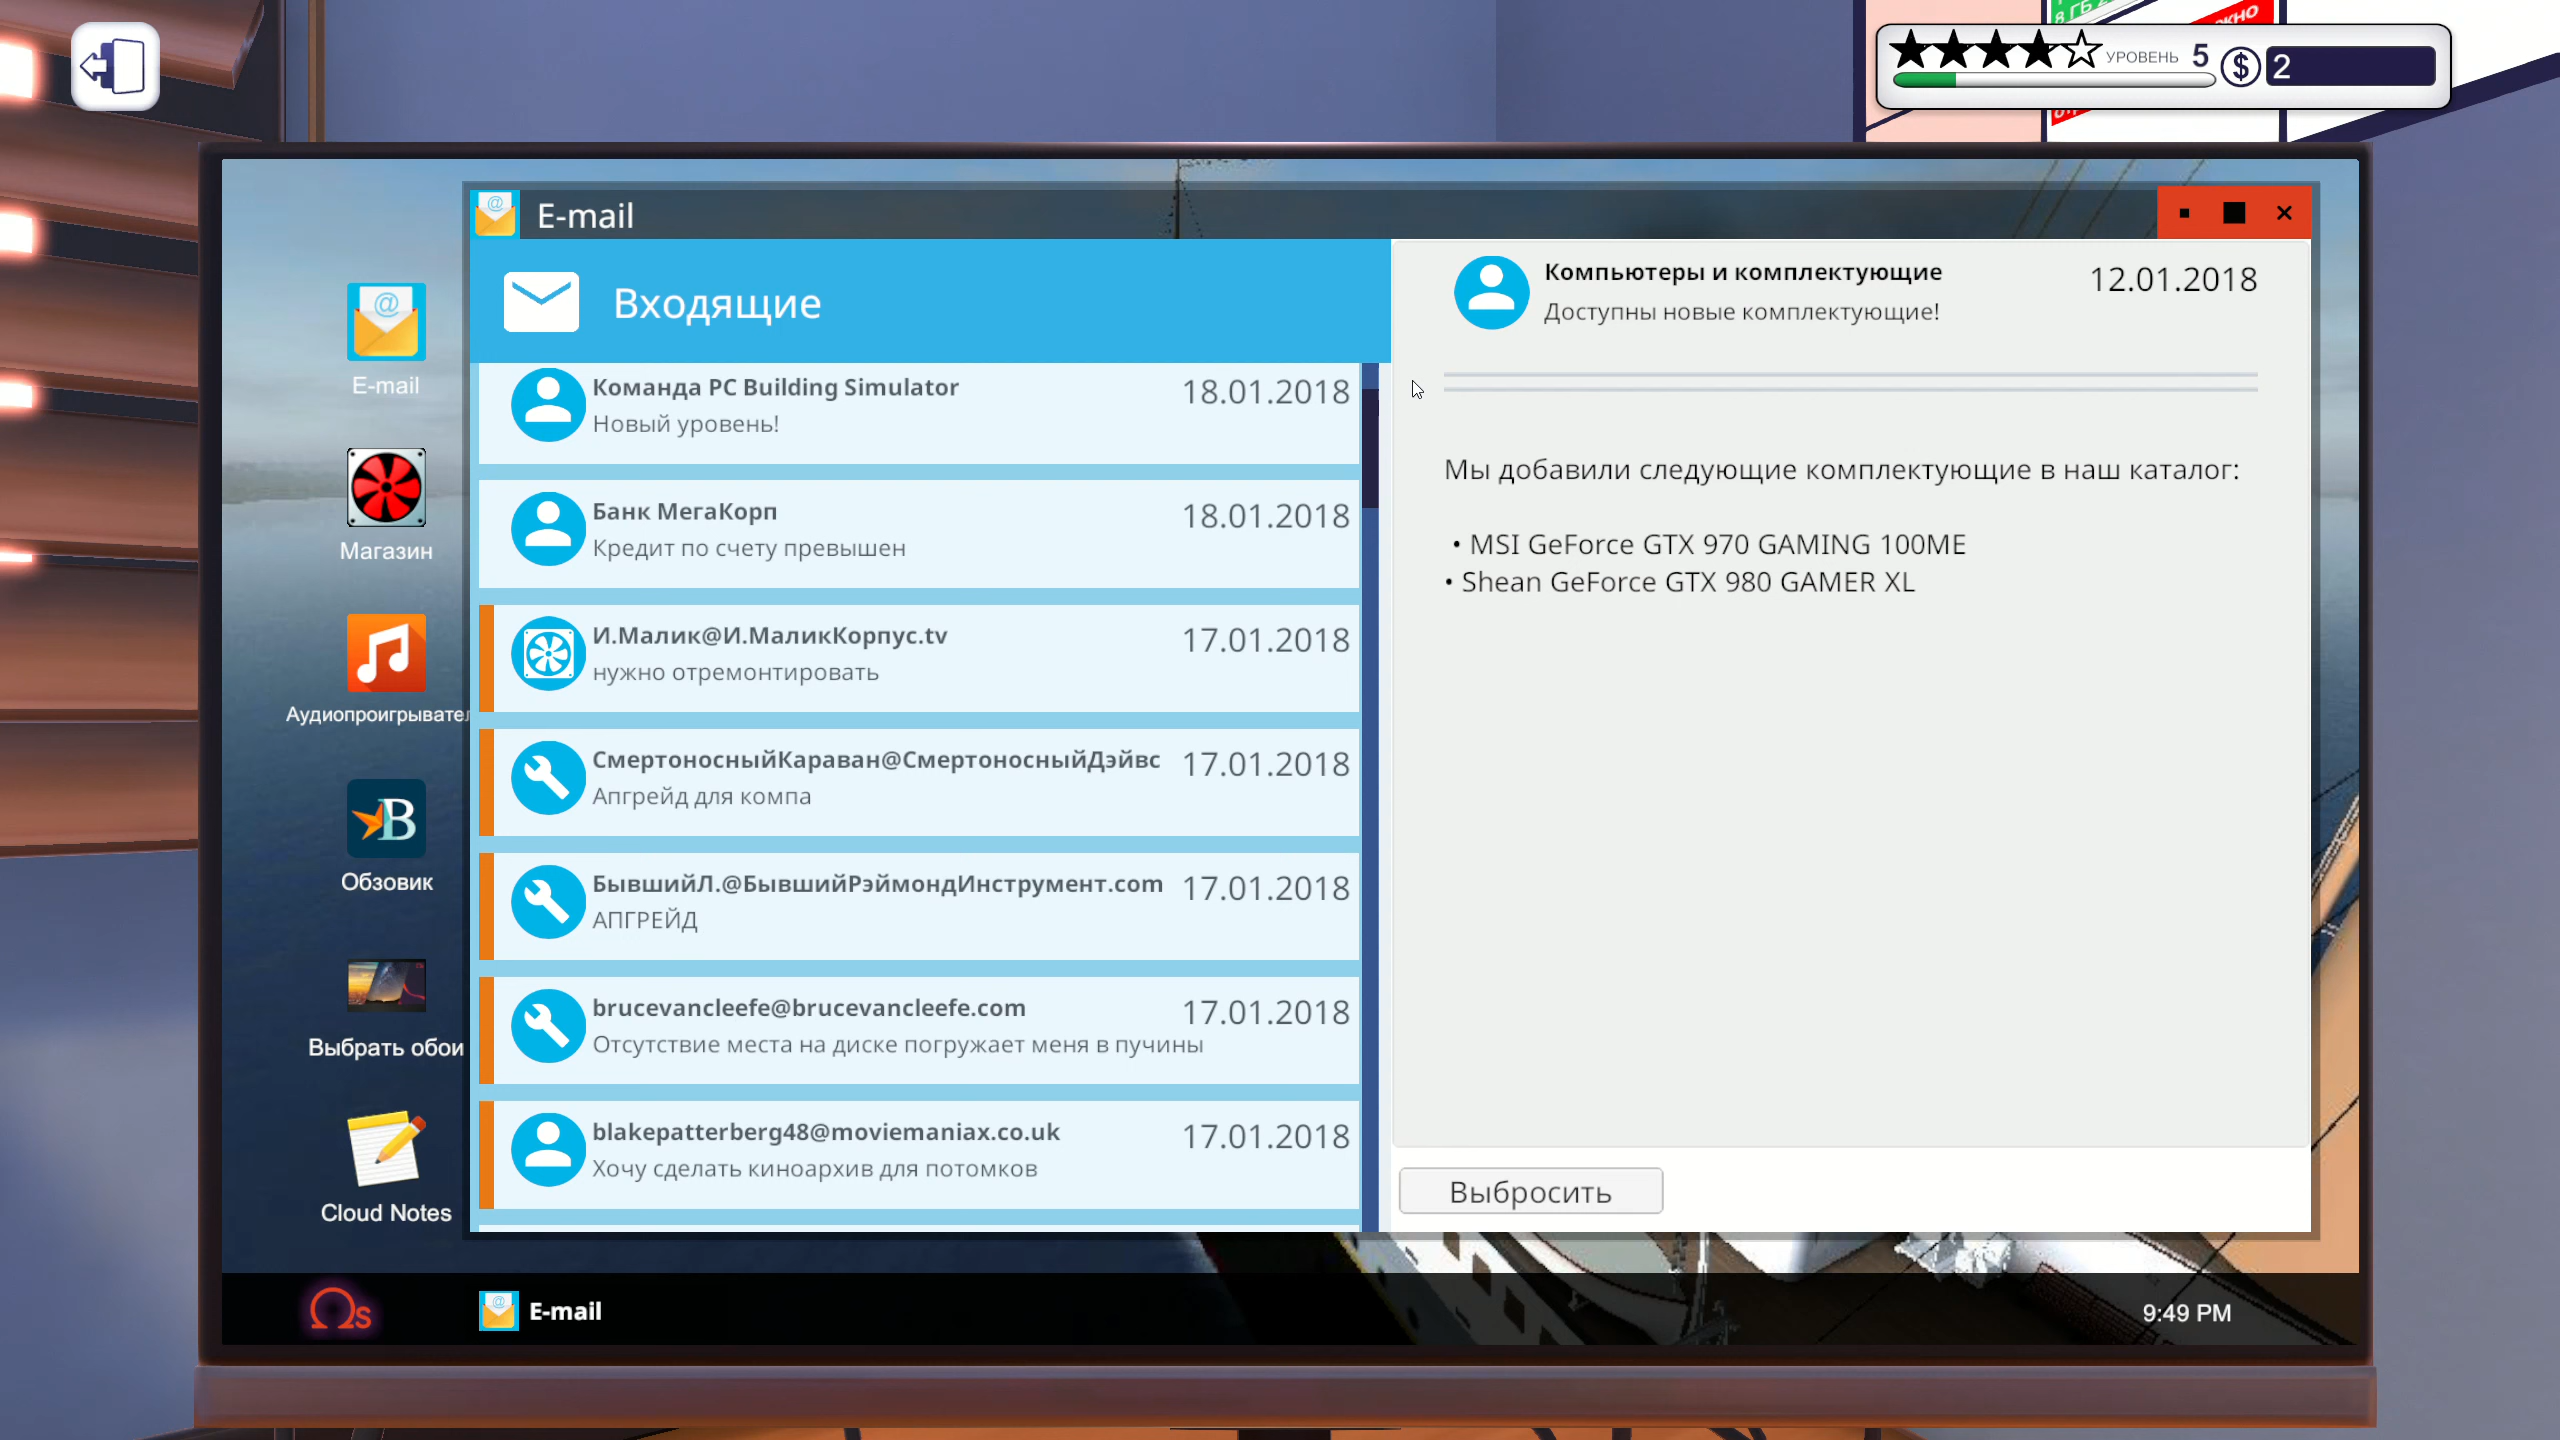 8 ГБ
УРОВЕНЬ 5
$ 2
E-mail
Входящие
Команда PC Building Simulator
18.01.2018
Новый уровень!
Банк МегаКорп
18.01.2018
Кредит по счету превышен
И.Малик@И.МаликКорпус.tv
17.01.2018
нужно отремонтировать
СмертоносныйКараван@СмертоносныйДэйвс
17.01.2018
Апгрейд для компа
БывшийЛ.@БывшийРэймондИнструмент.com
17.01.2018
АПГРЕЙД
brucevancleefe@brucevancleefe.com
17.01.2018
Отсутствие места на диске погружает меня в пучины
blakepatterberg48@moviemaniax.co.uk
17.01.2018
Хочу сделать киноархив для потомков
Компьютеры и комплектующие
12.01.2018
Доступны новые комплектующие!
Мы добавили следующие комплектующие в наш каталог:
• MSI GeForce GTX 970 GAMING 100ME
• Shean GeForce GTX 980 GAMER XL
Выбросить
E-mail
Магазин
Аудиопроигрывател
B
Обзовик
Выбрать обои
Cloud Notes
Ωs
E-mail
9:49 PM